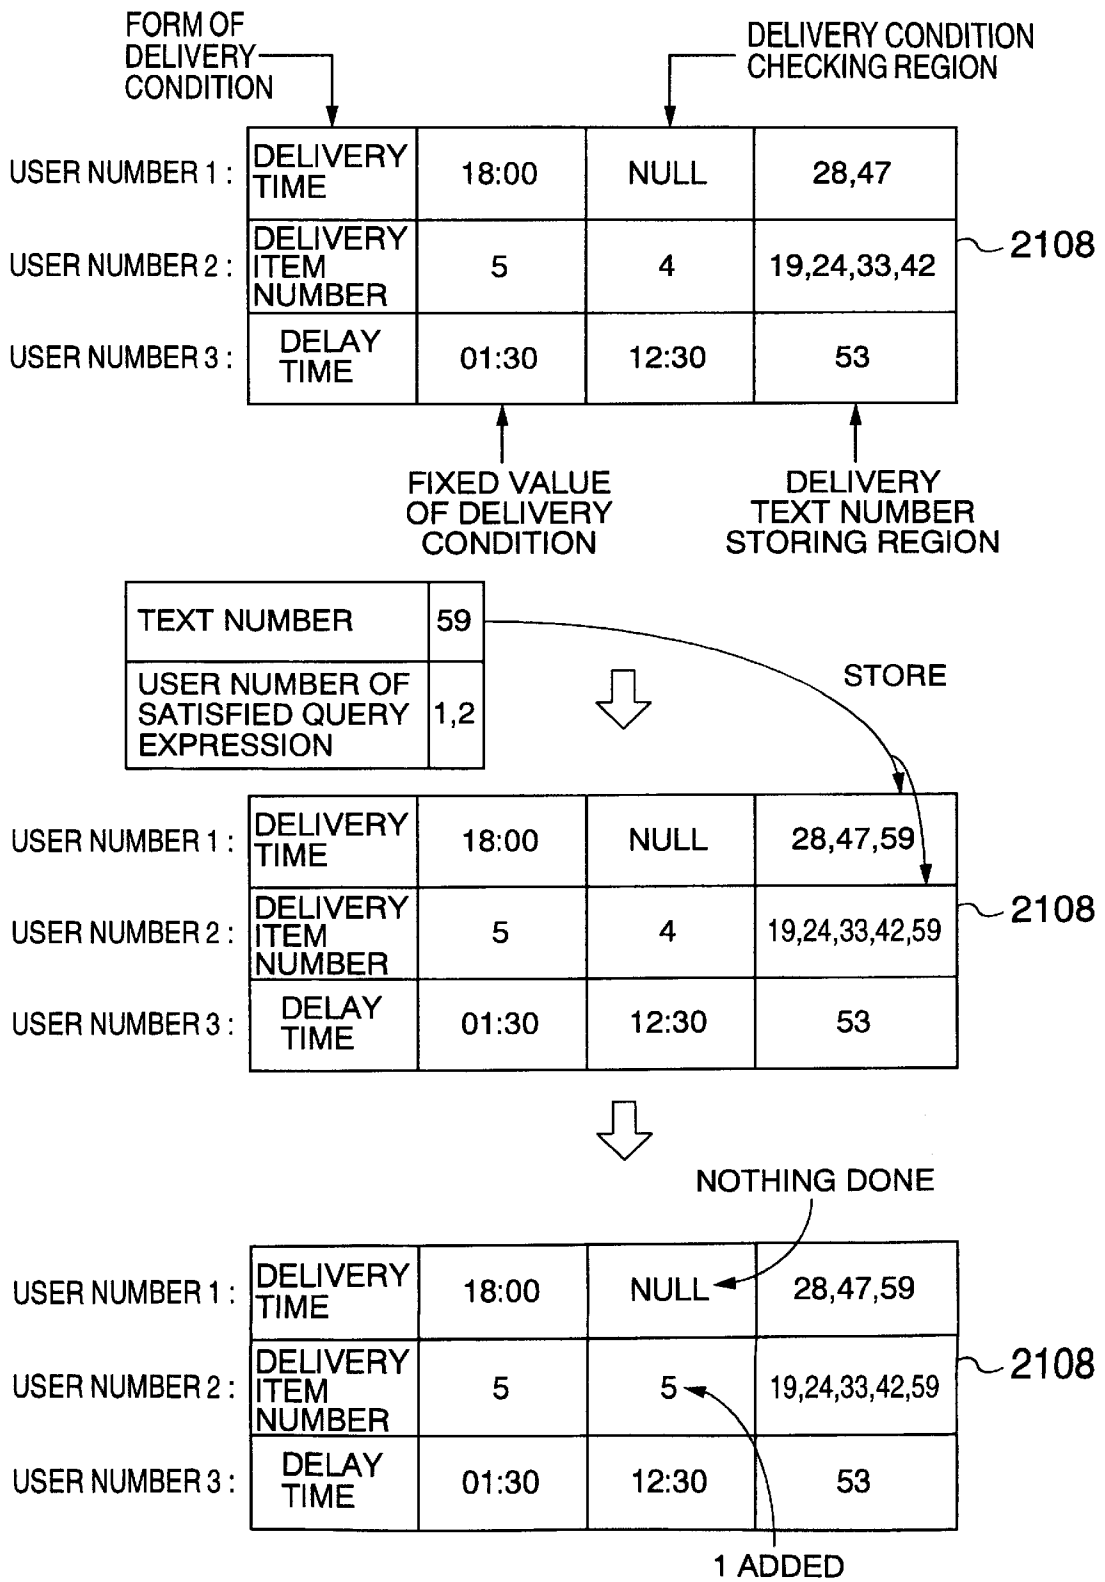 FORM OF
DELIVERY
CONDITION
DELIVERY CONDITION
CHECKING REGION
USER NUMBER 1 :
DELIVERY
TIME
18:00
NULL
28,47
USER NUMBER 2 :
DELIVERY
ITEM
NUMBER
5
4
19,24,33,42
2108
USER NUMBER 3 :
DELAY
TIME
01:30
12:30
53
FIXED VALUE
OF DELIVERY
CONDITION
DELIVERY
TEXT NUMBER
STORING REGION
TEXT NUMBER
59
USER NUMBER OF
SATISFIED QUERY
EXPRESSION
1,2
STORE
USER NUMBER 1 :
DELIVERY
TIME
18:00
NULL
28,47,59
USER NUMBER 2 :
DELIVERY
ITEM
NUMBER
5
4
19,24,33,42,59
2108
USER NUMBER 3 :
DELAY
TIME
01:30
12:30
53
NOTHING DONE
USER NUMBER 1 :
DELIVERY
TIME
18:00
NULL
28,47,59
USER NUMBER 2 :
DELIVERY
ITEM
NUMBER
5
5
19,24,33,42,59
2108
USER NUMBER 3 :
DELAY
TIME
01:30
12:30
53
1 ADDED